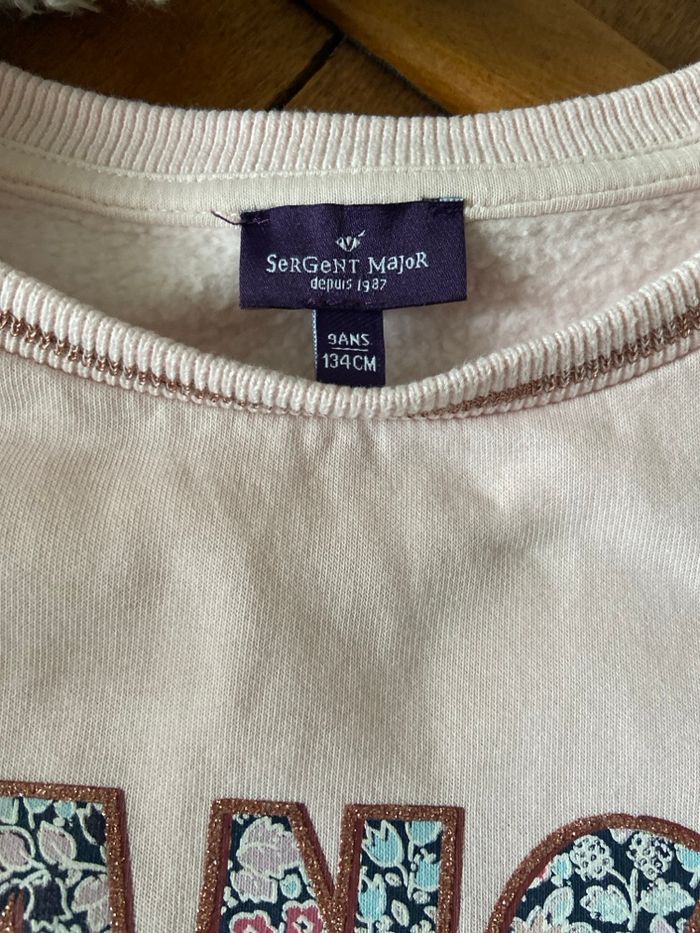 SeRGeNT MaJoR
depuis 1987
9ANS
134CM